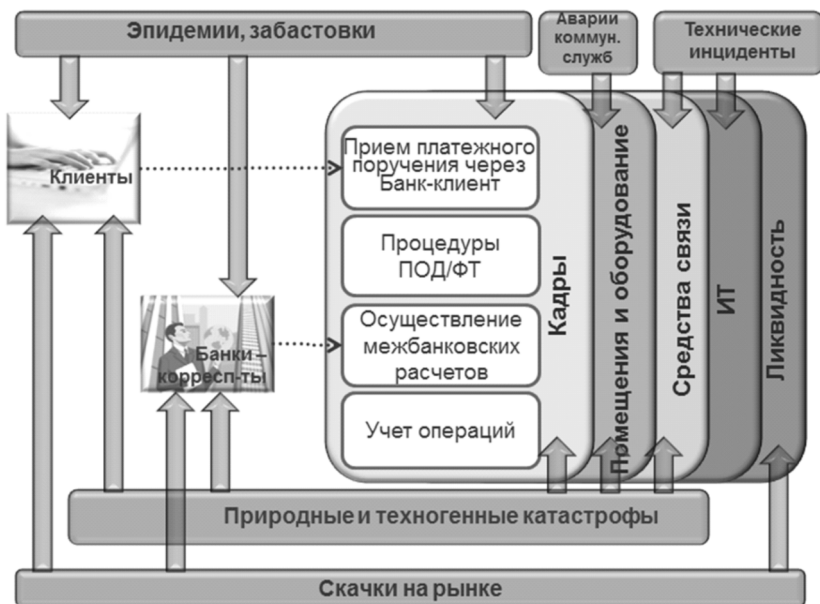 Эпидемии, забастовки
Аварии
коммун.
служб
Технические
инциденты
Клиенты
Прием платежного
поручения через
Банк-клиент
Процедуры
ПОД/ФТ
Банки –
корресп-ты
Осуществление
межбанковских
расчетов
Учет операций
Кадры
Помещения и оборудование
Средства связи
ИТ
Ликвидность
Природные и техногенные катастрофы
Скачки на рынке